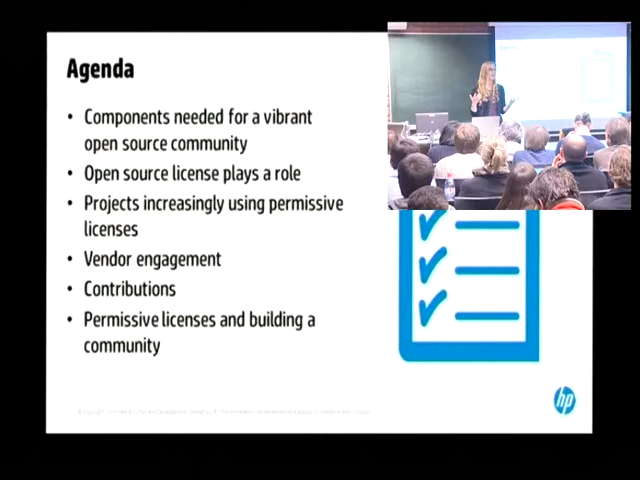 Agenda
• Components needed for a vibrant
open source community
• Open source license plays a role
• Projects increasingly using permissive
licenses
• Vendor engagement
• Contributions
• Permissive licenses and building a
community
hp